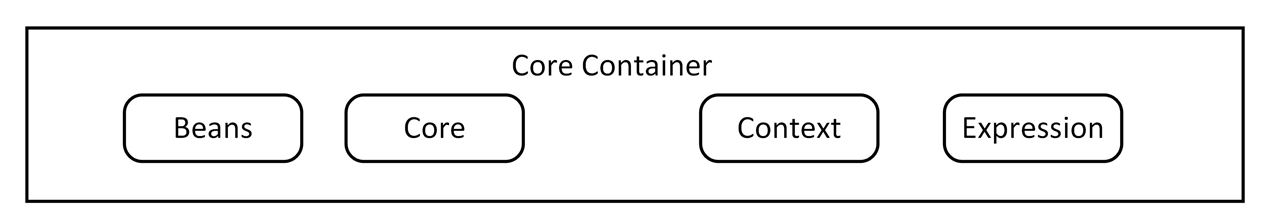 Core Container
Beans
Core
Context
Expression